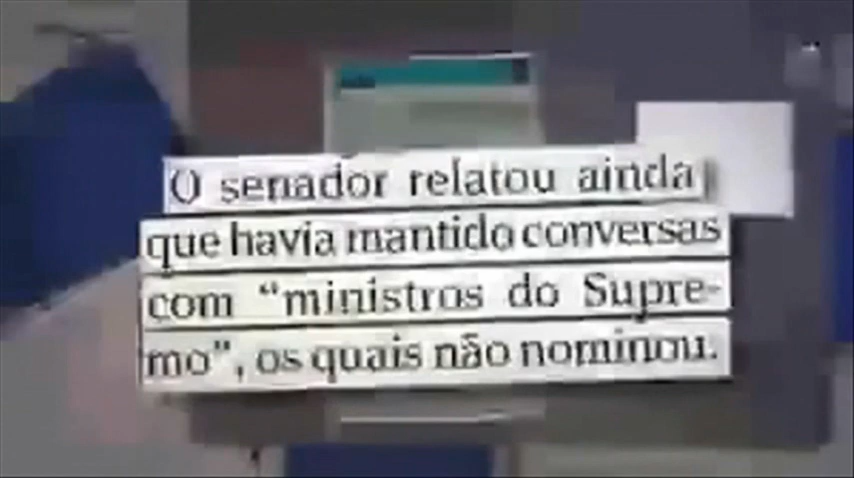 O senador relatou ainda
que havia mantido conversas
com “ministros do Supre-
mo”, os quais não nominou.